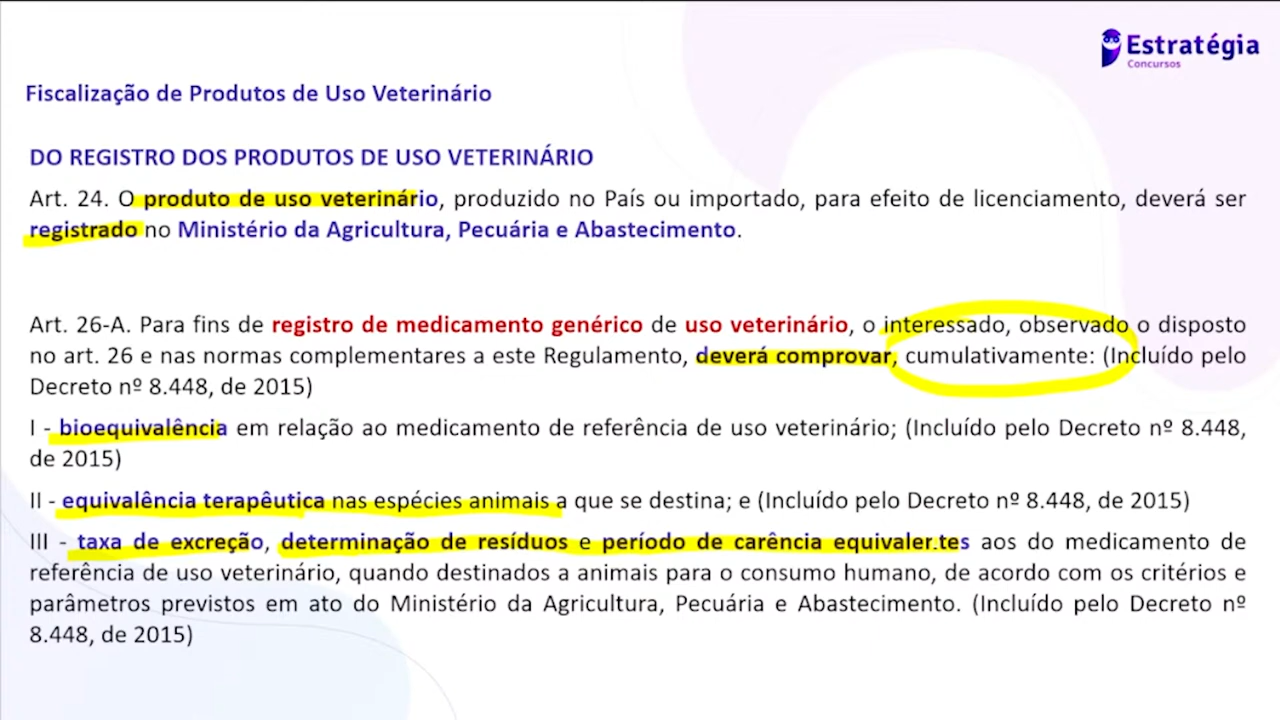 Estratégia
Concursos
Fiscalização de Produtos de Uso Veterinário
DO REGISTRO DOS PRODUTOS DE USO VETERINÁRIO
Art. 24. O produto de uso veterinário, produzido no País ou importado, para efeito de licenciamento, deverá ser
registrado no Ministério da Agricultura, Pecuária e Abastecimento.
Art. 26-A. Para fins de registro de medicamento genérico de uso veterinário, o interessado, observado o disposto
no art. 26 e nas normas complementares a este Regulamento, deverá comprovar, cumulativamente: (Incluído pelo
Decreto nº 8.448, de 2015)
I - bioequivalência em relação ao medicamento de referência de uso veterinário; (Incluído pelo Decreto nº 8.448,
de 2015)
II - equivalência terapêutica nas espécies animais a que se destina; e (Incluído pelo Decreto nº 8.448, de 2015)
III - taxa de excreção, determinação de resíduos e período de carência equivaler.tes aos do medicamento de
referência de uso veterinário, quando destinados a animais para o consumo humano, de acordo com os critérios e
parâmetros previstos em ato do Ministério da Agricultura, Pecuária e Abastecimento. (Incluído pelo Decreto nº
8.448, de 2015)